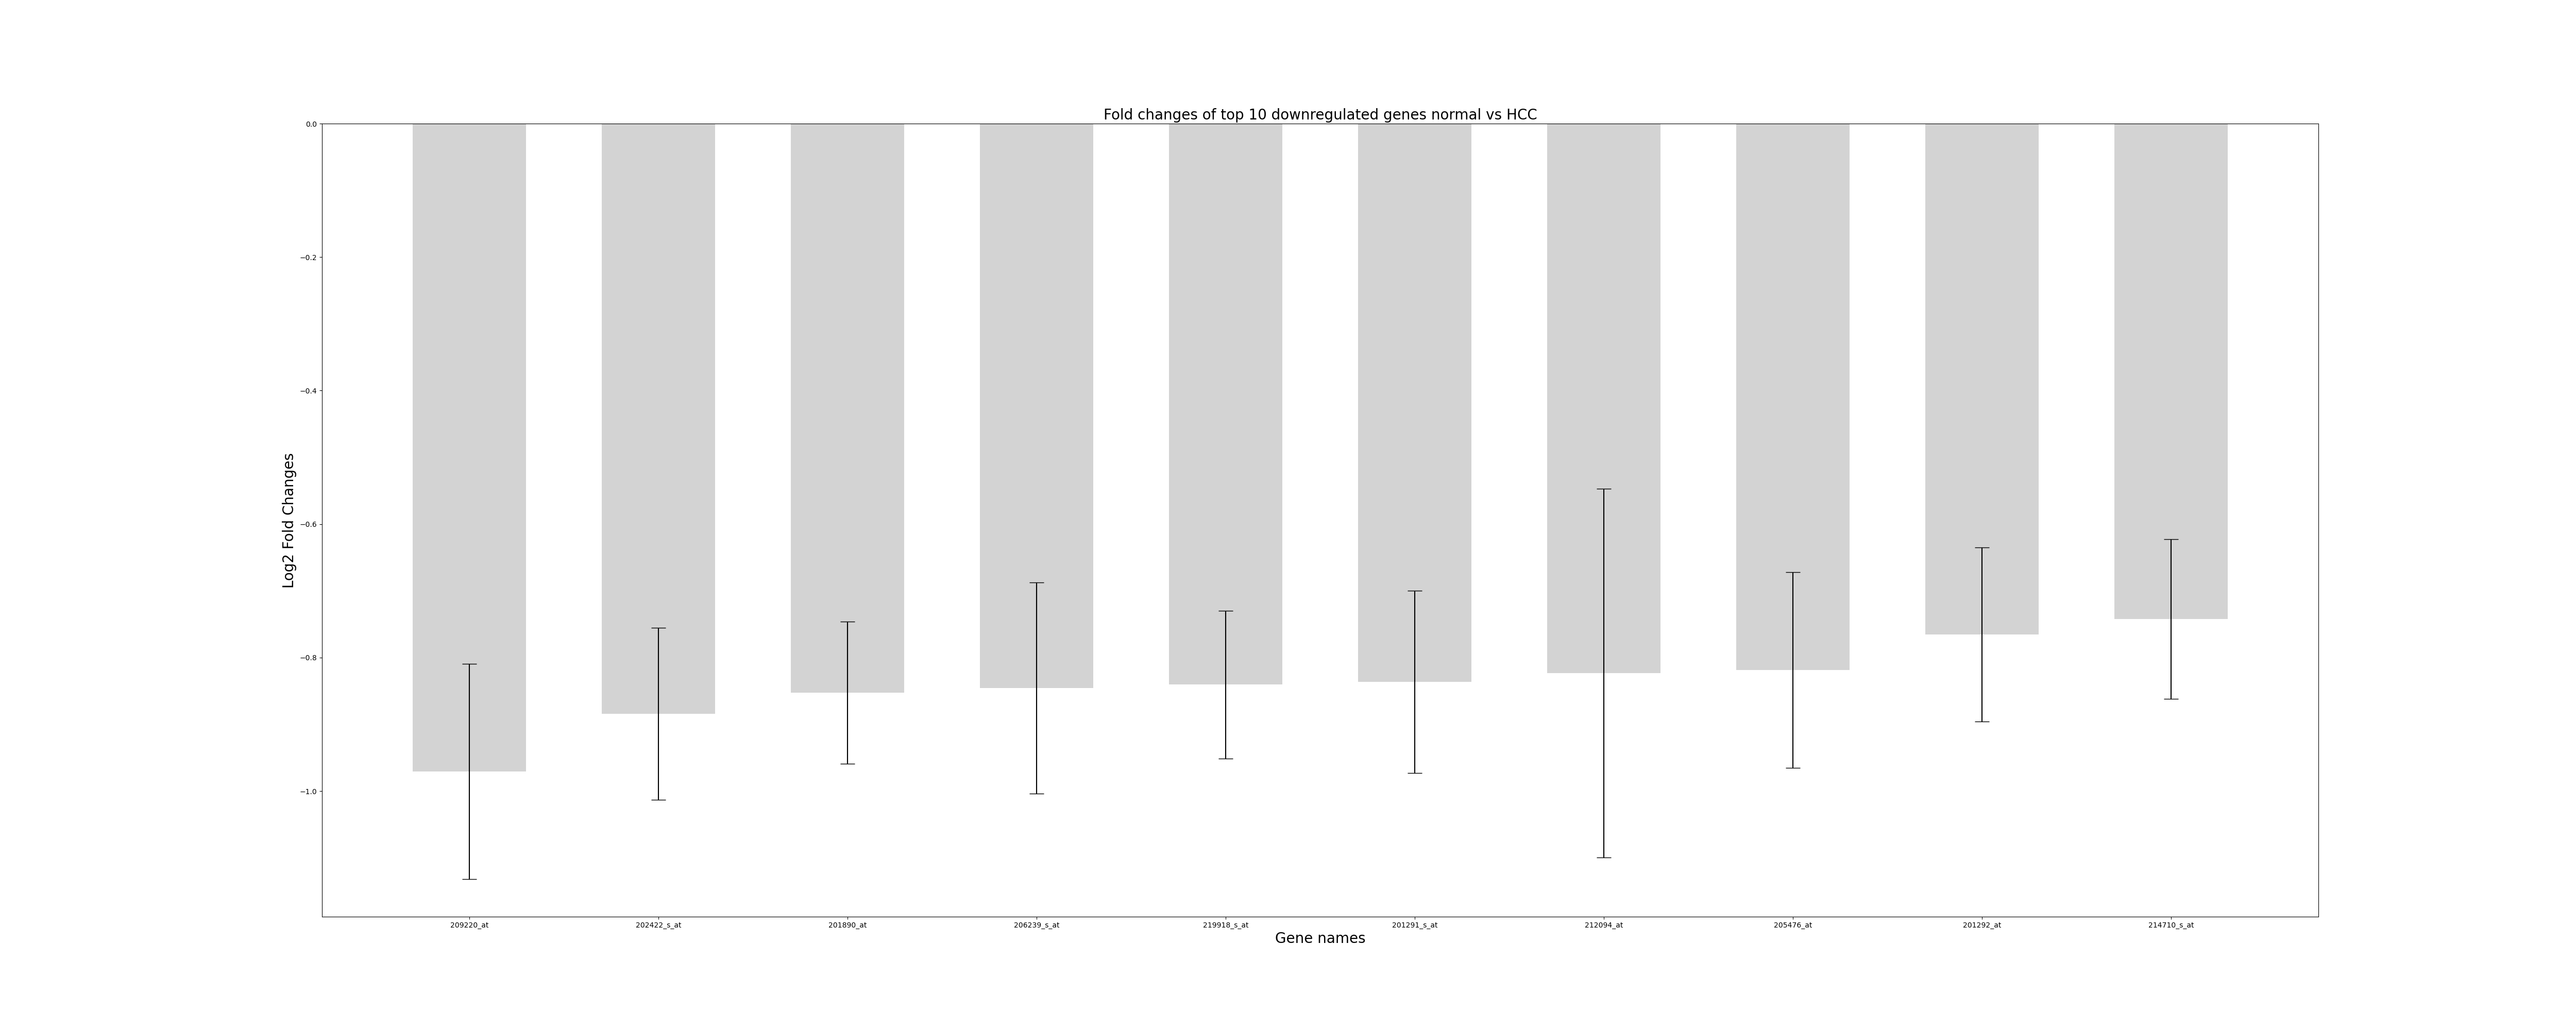 Fold changes of top 10 downregulated genes normal vs HCC
Log2 Fold Changes
0.0
−0.2
−0.4
−0.6
−0.8
−1.0
209220_at
202422_s_at
201890_at
206239_s_at
219918_s_at
201291_s_at
212094_at
205476_at
201292_at
214710_s_at
Gene names